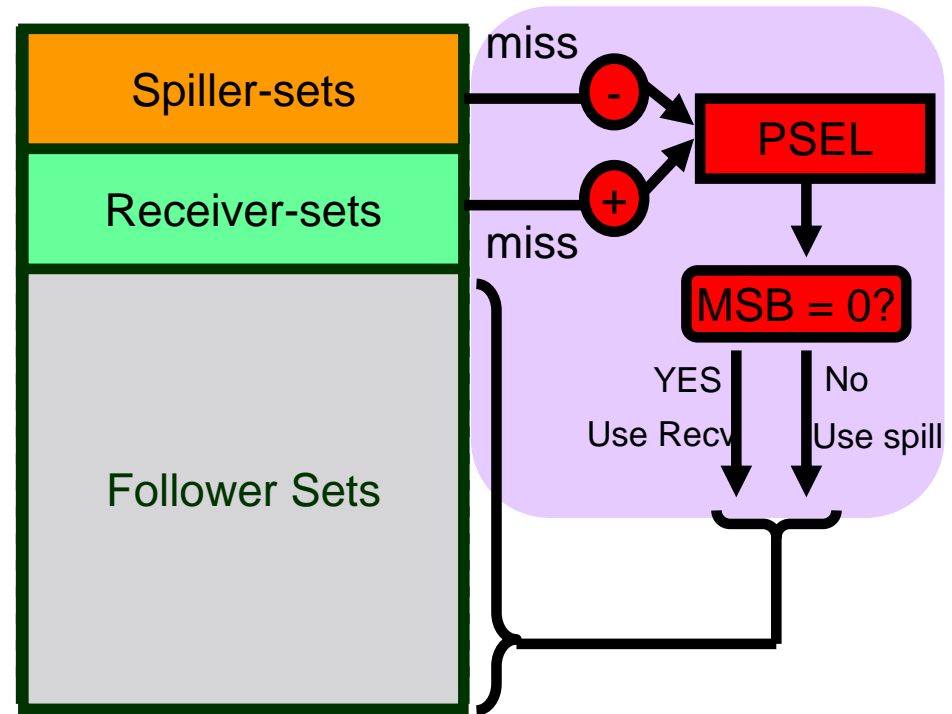 miss
Spiller-sets
-
PSEL
Receiver-sets
+
miss
MSB = 0?
YES
No
Use Recv
Use spill
Follower Sets